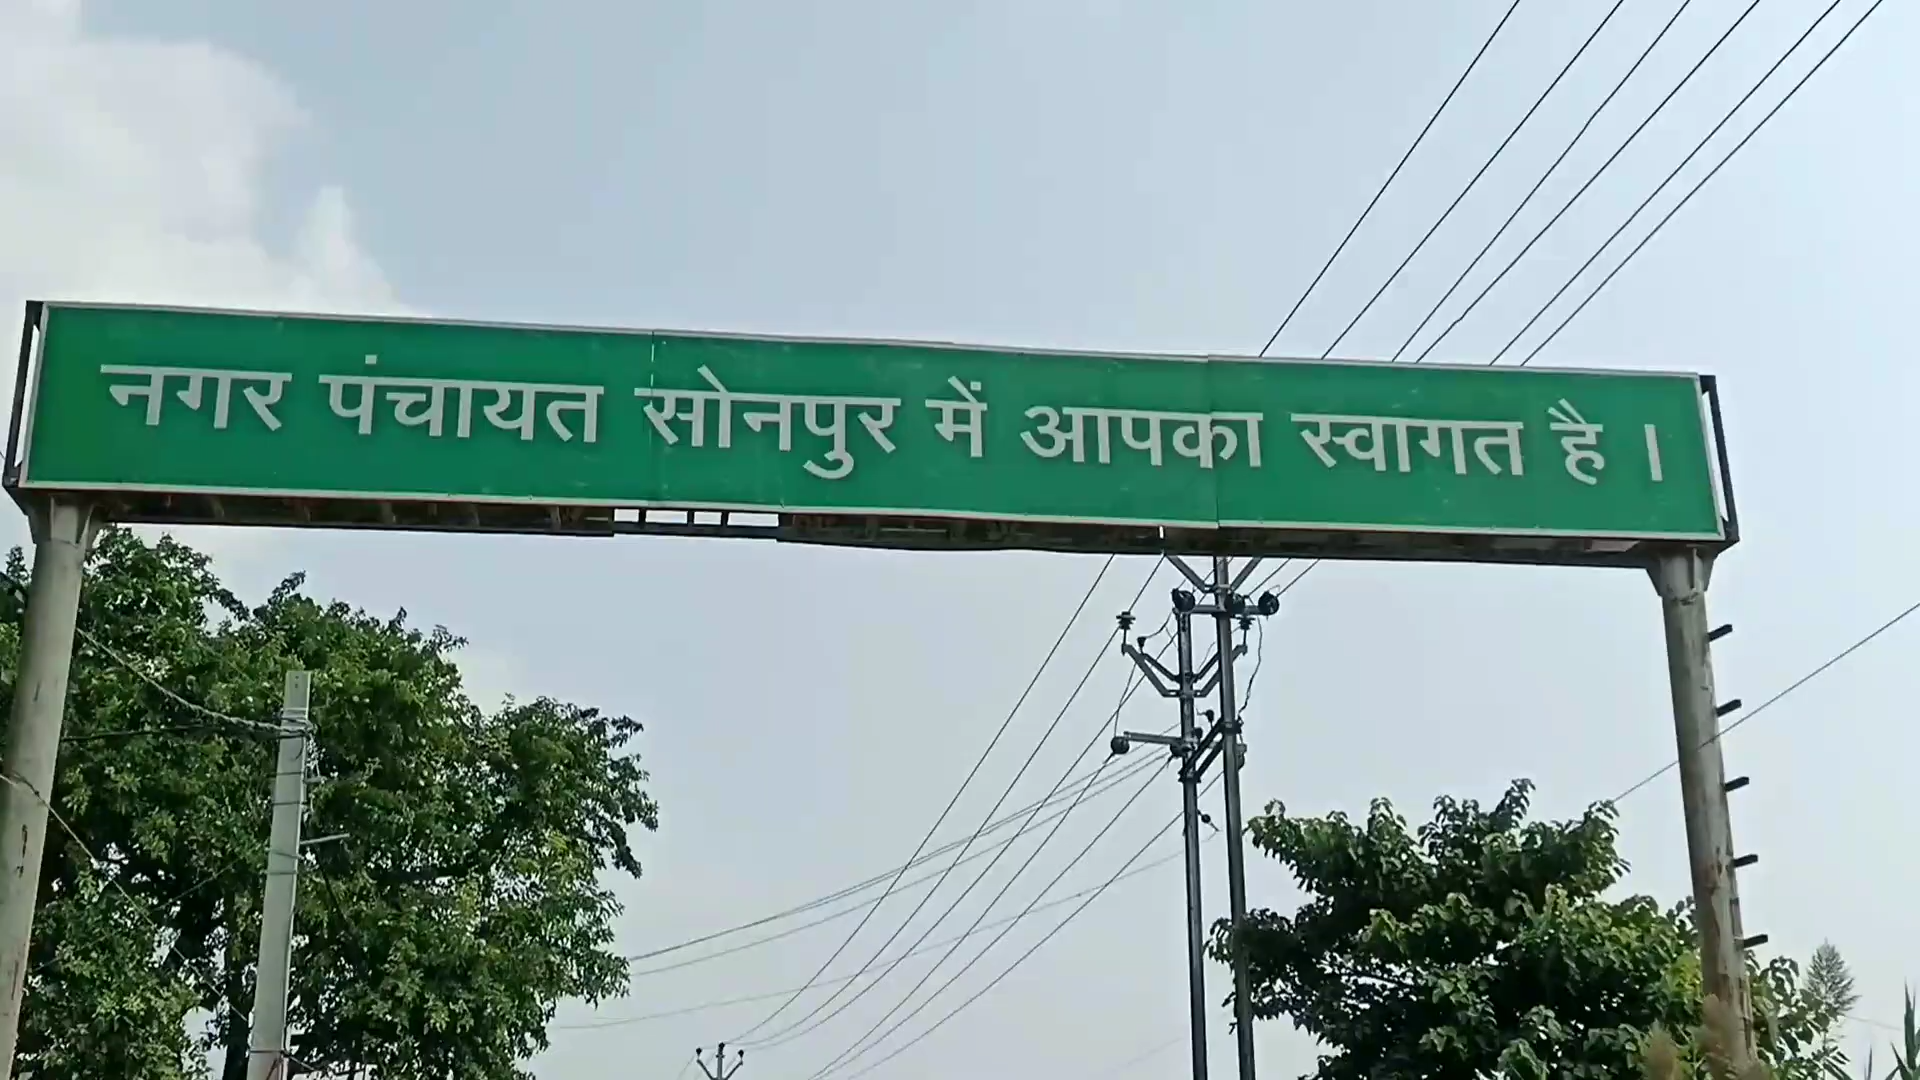 नगर पंचायत सोनपुर में आपका स्वागत है ।